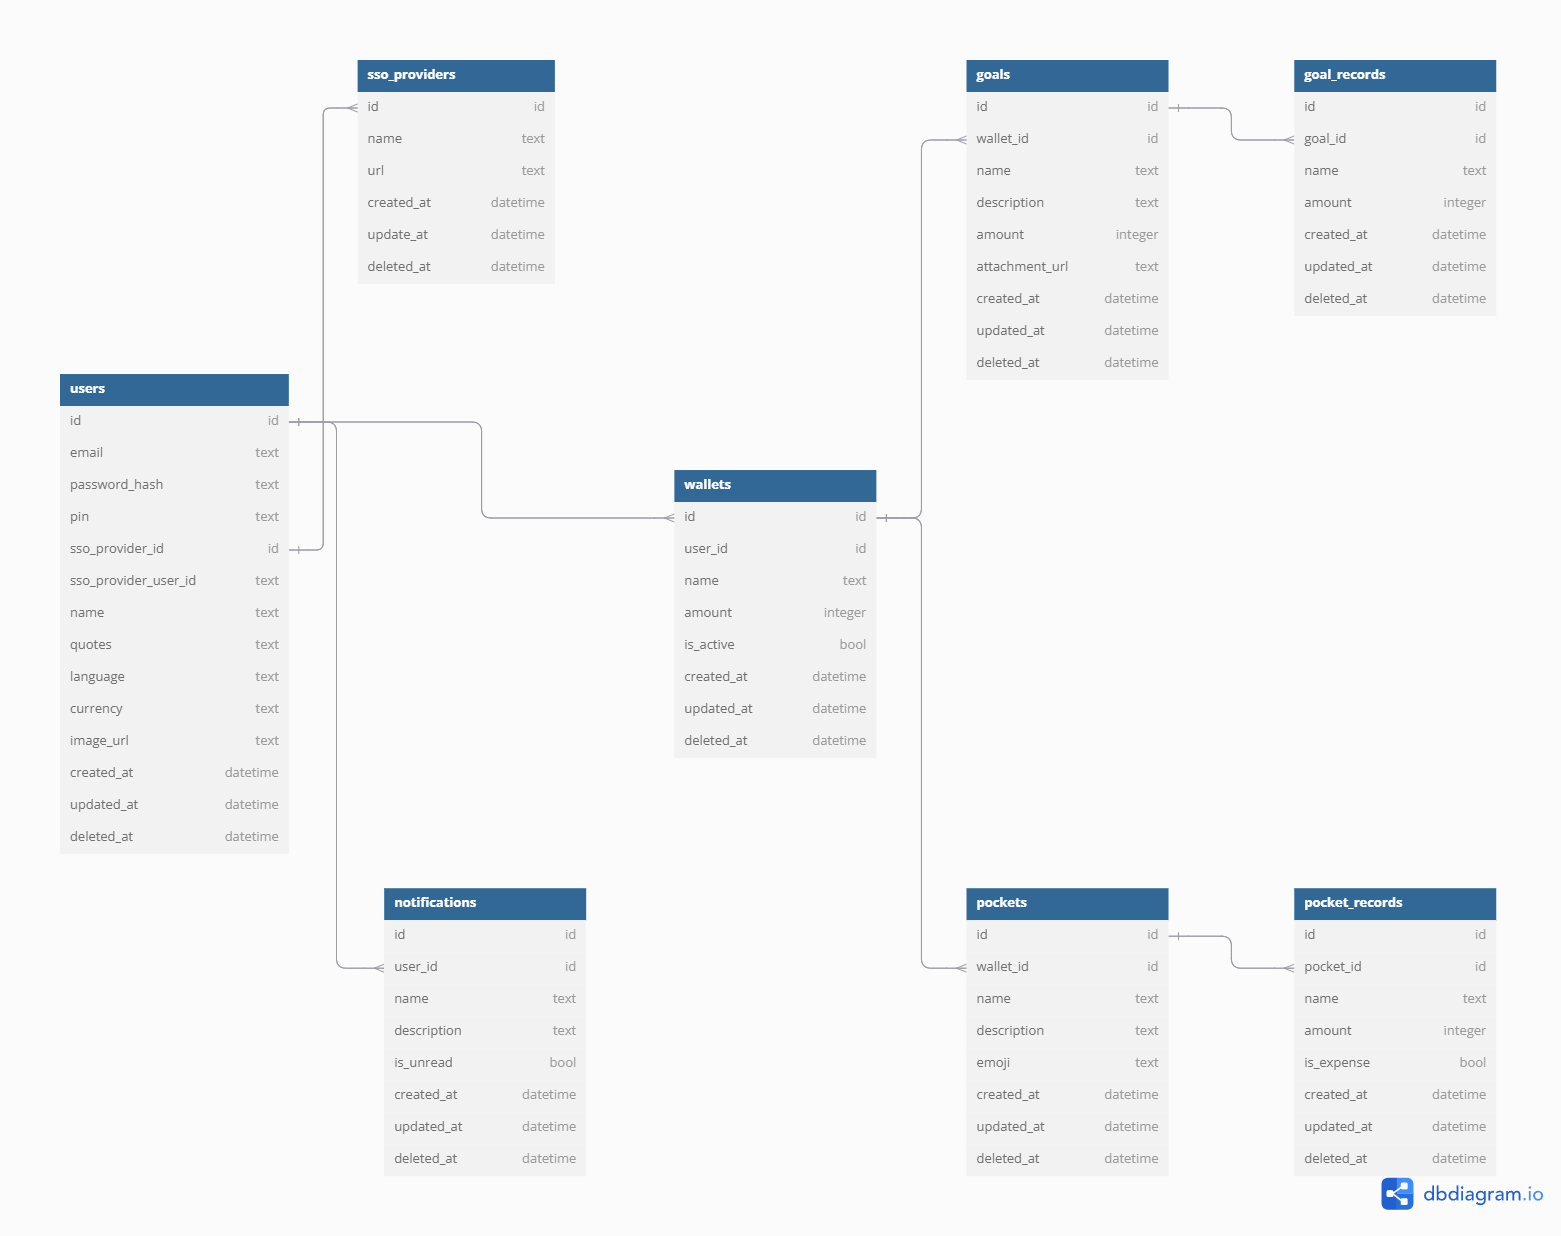 sso_providers
id id
name text
url text
created_at datetime
update_at datetime
deleted_at datetime
goals
id id
wallet_id id
name text
description text
amount integer
attachment_url text
created_at datetime
updated_at datetime
deleted_at datetime
goal_records
id id
goal_id id
name text
amount integer
created_at datetime
updated_at datetime
deleted_at datetime
users
id id
email text
password_hash text
pin text
sso_provider_id id
sso_provider_user_id text
name text
quotes text
language text
currency text
image_url text
created_at datetime
updated_at datetime
deleted_at datetime
wallets
id id
user_id id
name text
amount integer
is_active bool
created_at datetime
updated_at datetime
deleted_at datetime
notifications
id id
user_id id
name text
description text
is_unread bool
created_at datetime
updated_at datetime
deleted_at datetime
pockets
id id
wallet_id id
name text
description text
emoji text
created_at datetime
updated_at datetime
deleted_at datetime
pocket_records
id id
pocket_id id
name text
amount integer
is_expense bool
created_at datetime
updated_at datetime
deleted_at datetime
dbdiagram.io